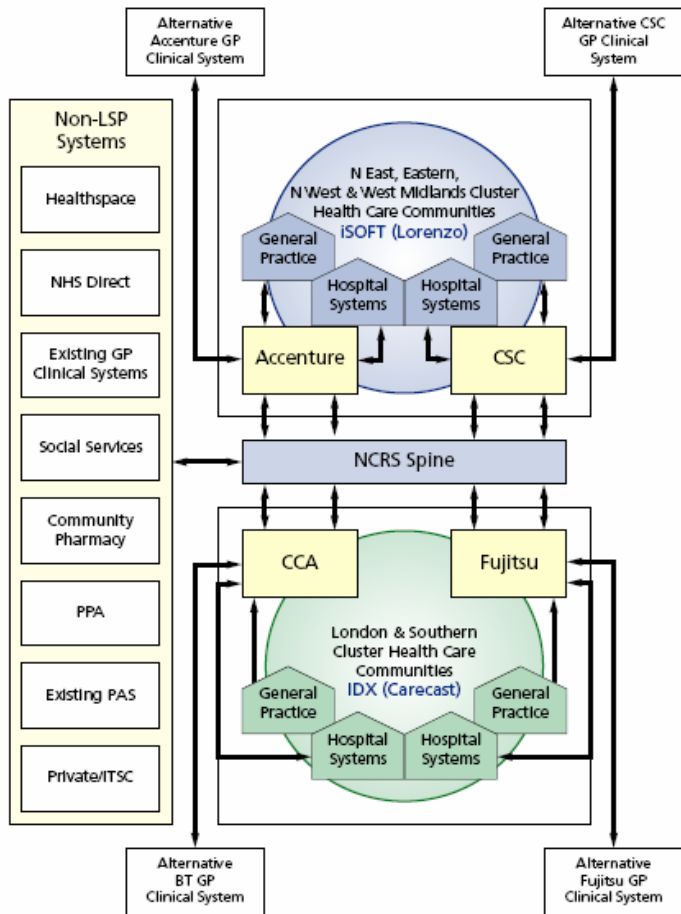 Alternative
Accenture GP
Clinical System
Alternative CSC
GP Clinical
System
Non-LSP
Systems
Healthspace
NHS Direct
Existing GP
Clinical Systems
Social Services
Community
Pharmacy
PPA
Existing PAS
Private/ITSC
N East, Eastern,
N West & West Midlands Cluster
Health Care Communities
iSOFT (Lorenzo)
General
Practice
General
Practice
Hospital
Systems
Hospital
Systems
Accenture
CSC
NCRS Spine
CCA
Fujitsu
London & Southern
Cluster Health Care
Communities
IDX (Carecast)
General
Practice
General
Practice
Hospital
Systems
Hospital
Systems
Alternative
BT GP
Clinical System
Alternative
Fujitsu GP
Clinical System